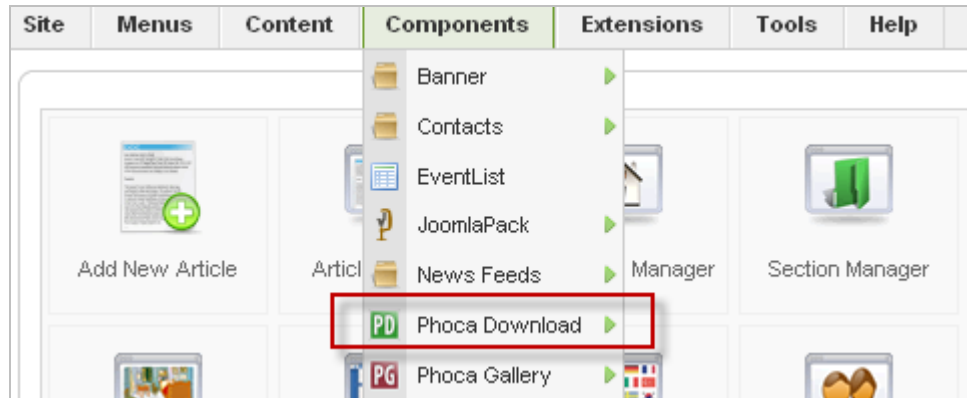 Site Menus Content Components Extensions Tools Help
Banner
Contacts
EventList
JoomlaPack
Add New Article Articl News Feeds Manager Section Manager
PD Phoca Download
PG Phoca Gallery